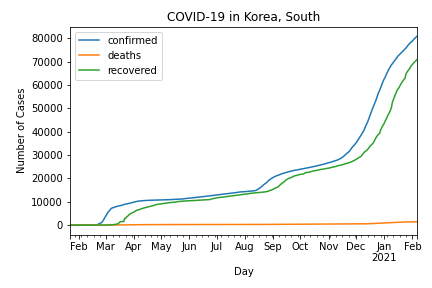 COVID-19 in Korea, South
confirmed
deaths
recovered
Number of Cases
80000
70000
60000
50000
40000
30000
20000
10000
0
Feb Mar Apr May Jun Jul Aug Sep Oct Nov Dec Jan Feb
2021
Day